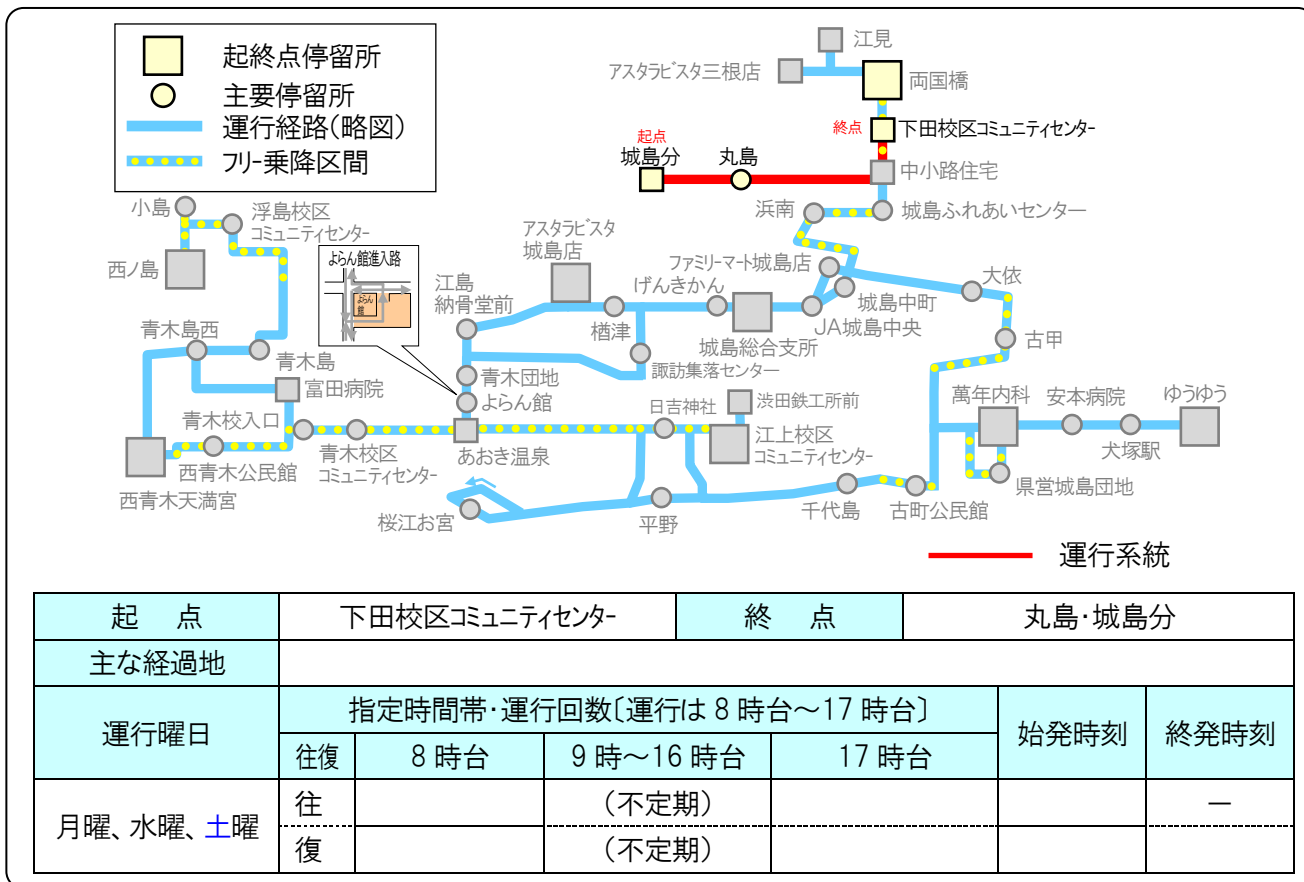 起終点停留所
主要停留所
運行経路(略図)
フリー乗降区間
江見
アスタラビスタ三根店
両国橋
終点
下田校区コミュニティセンター
起点
城島分
丸島
中小路住宅
浜南
城島ふれあいセンター
小島
浮島校区
コミュニティセンター
西ノ島
よらん館進入路
よらん
館
江島
納骨堂前
アスタラビスタ
城島店
げんきかん
ファミリーマート城島店
大依
城島中町
JA城島中央
楢津
城島総合支所
古甲
青木島西
青木島
諏訪集落センター
青木団地
富田病院
よらん館
日吉神社
渋田鉄工所前
萬年内科
安本病院
ゆうゆう
青木校入口
犬塚駅
西青木公民館
青木校区
コミュニティセンター
あおき温泉
江上校区
コミュニティセンター
県営城島団地
西青木天満宮
桜江お宮
平野
千代島
古町公民館
運行系統
起 点 下田校区コミュニティセンター 終 点 丸島・城島分
主な経過地
運行曜日 指定時間帯・運行回数〔運行は8時台～17時台〕 始発時刻 終発時刻
往復 8時台 9時～16時台 17時台
月曜、水曜、土曜 往 (不定期) －
復 (不定期)